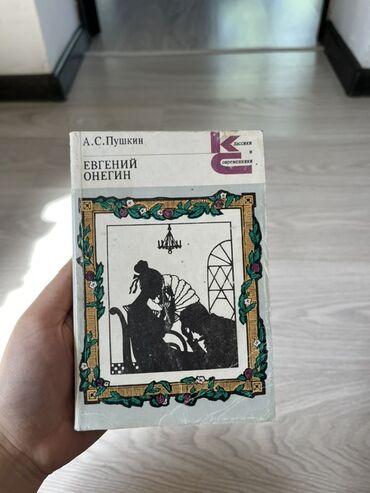 А.С.Пушкин
ЕВГЕНИЙ
ОНЕГИН
Классики
и
Современники